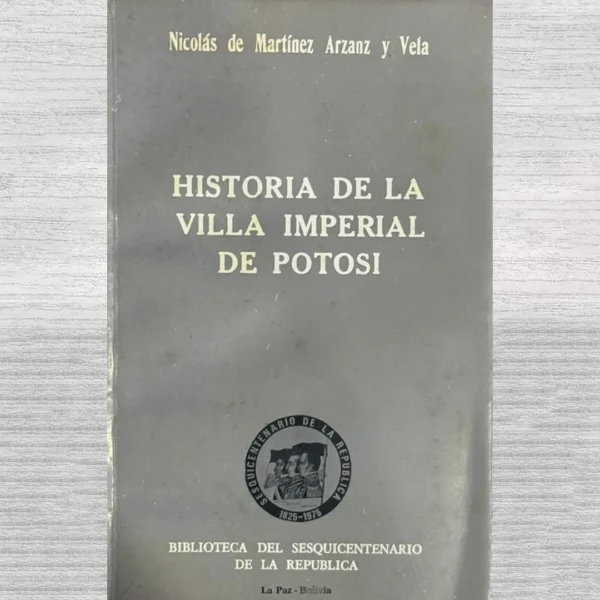 Nicolás de Martínez Arzanz y Vela
HISTORIA DE LA
VILLA IMPERIAL
DE POTOSI
SESQUICENTENARIO DE LA REPUBLICA
1825-1975
BIBLIOTECA DEL SESQUICENTENARIO
DE LA REPUBLICA
La Paz - Bolivia